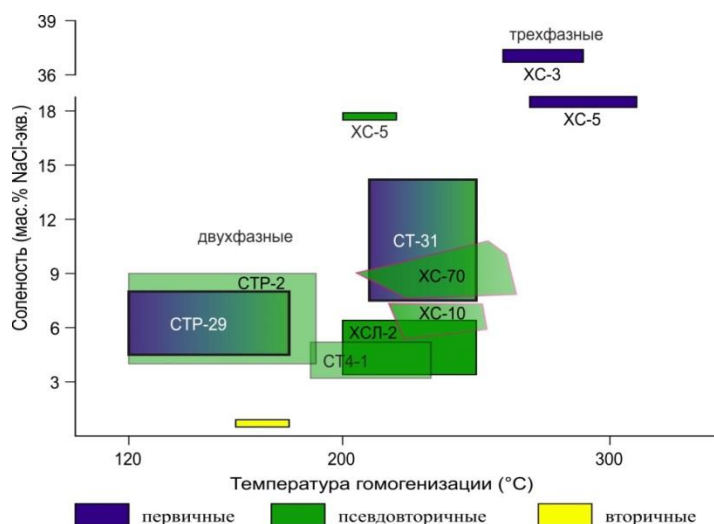 39
36
18
15
12
9
6
3
Соленость (мас.% NaCl-экв.)
трехфазные
ХС-3
ХС-5
ХС-5
двухфазные
СТ-31
СТР-2
ХС-70
СТР-29
ХС-10
ХСЛ-2
СТ4-1
120
200
300
Температура гомогенизации (°С)
первичные
псевдовторичные
вторичные